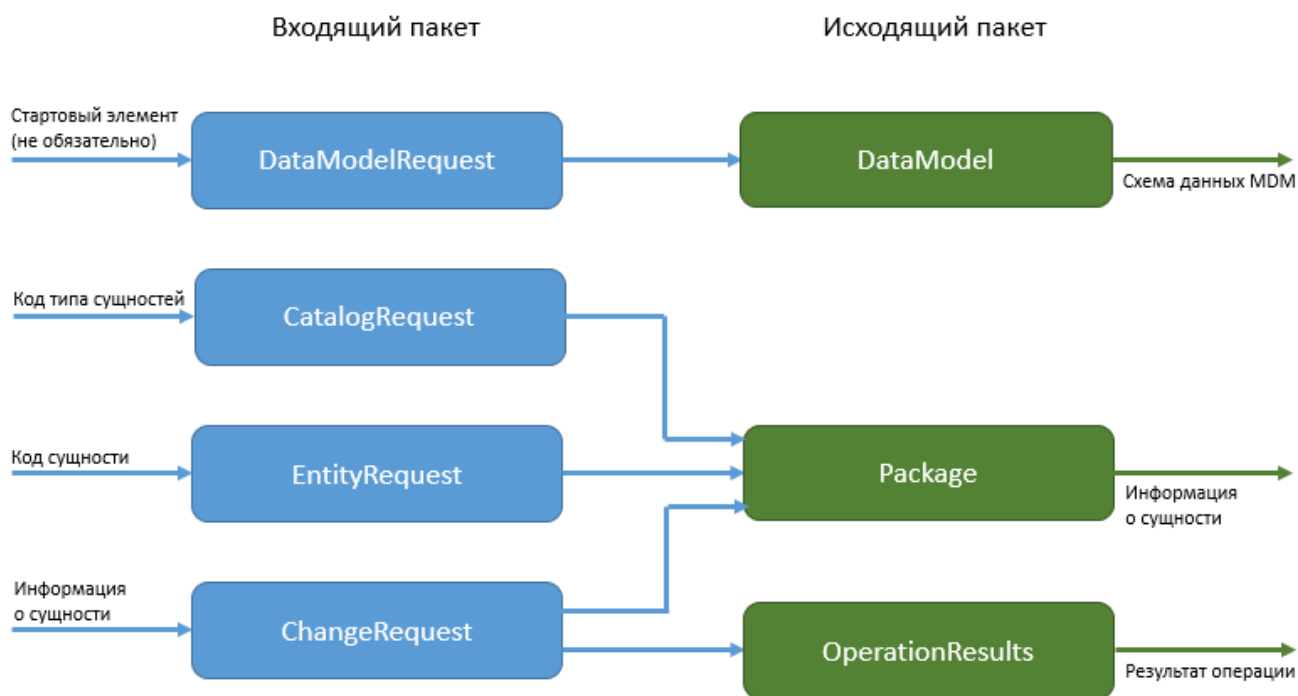 Входящий пакет
Исходящий пакет
Стартовый элемент
(не обязательно)
DataModelRequest
DataModel
Схема данных MDM
Код типа сущностей
CatalogRequest
Код сущности
EntityRequest
Package
Информация
о сущности
Информация
о сущности
ChangeRequest
OperationResults
Результат операции